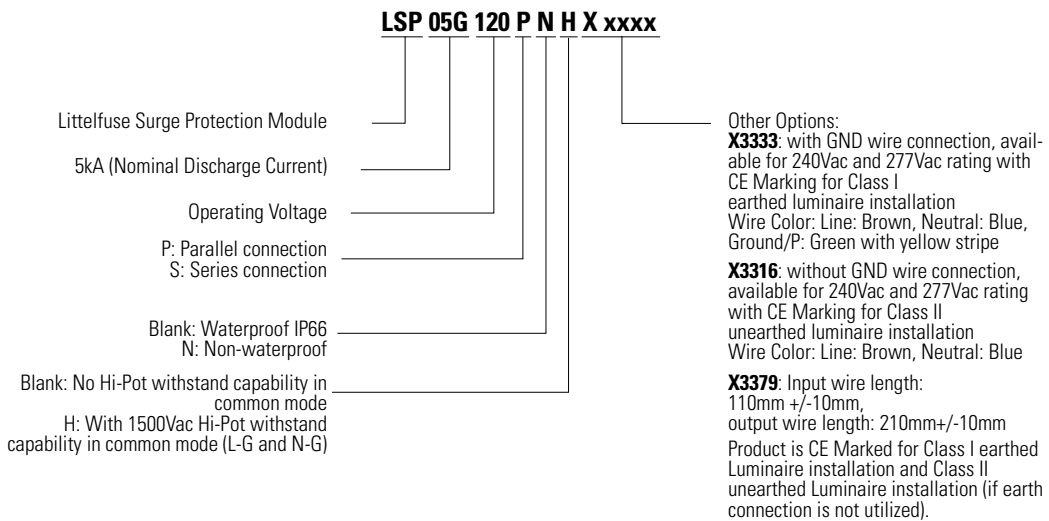 LSP 05G 120 P N H X xxxx
Littelfuse Surge Protection Module
5kA (Nominal Discharge Current)
Operating Voltage
P: Parallel connection
S: Series connection
Blank: Waterproof IP66
N: Non-waterproof
Blank: No Hi-Pot withstand capability in
common mode
H: With 1500Vac Hi-Pot withstand
capability in common mode (L-G and N-G)
Other Options:
X3333: with GND wire connection, avail-
able for 240Vac and 277Vac rating with
CE Marking for Class I
earthed luminaire installation
Wire Color: Line: Brown, Neutral: Blue,
Ground/P: Green with yellow stripe
X3316: without GND wire connection,
available for 240Vac and 277Vac rating
with CE Marking for Class II
unearthed luminaire installation
Wire Color: Line: Brown, Neutral: Blue
X3379: Input wire length:
110mm +/-10mm,
output wire length: 210mm+/-10mm
Product is CE Marked for Class I earthed
Luminaire installation and Class II
unearthed Luminaire installation (if earth
connection is not utilized).